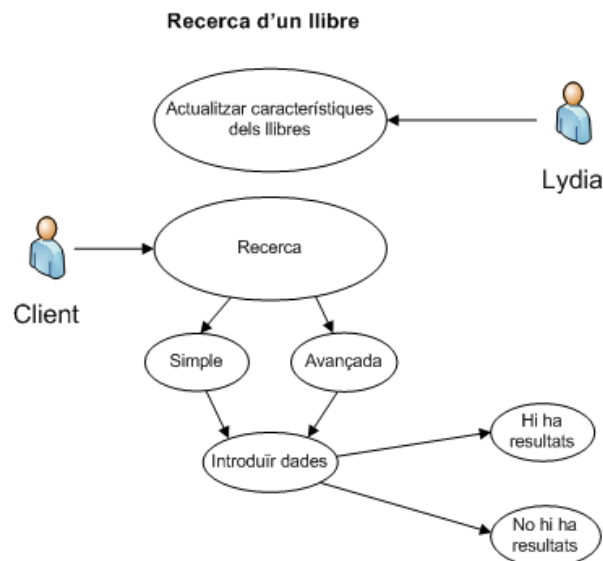 Recerca d'un llibre
Actualitzar característiques
dels llibres
Lydia
Recerca
Client
Simple
Avançada
Introduïr dades
Hi ha
resultats
No hi ha
resultats